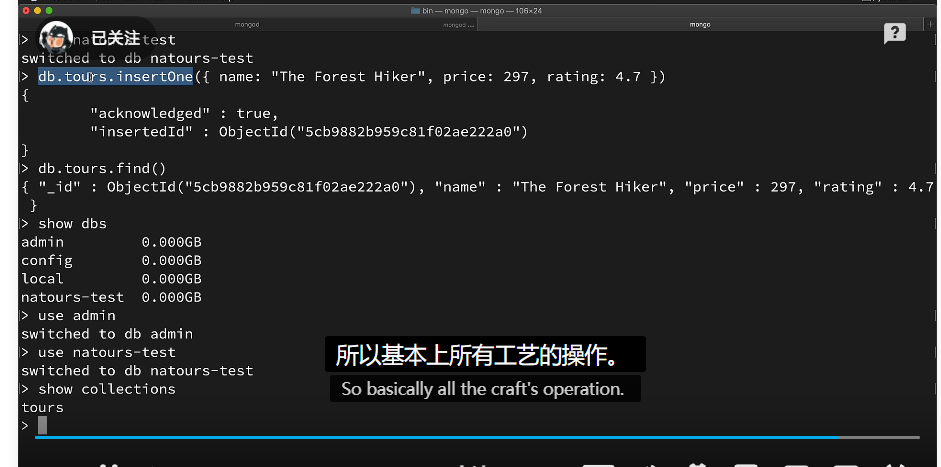 bin — mongo — mongo — 106×24
mongod
mongod
mongo
已关注
test
switched to db natours-test
> db.tours.insertOne({ name: "The Forest Hiker", price: 297, rating: 4.7 })
{
"acknowledged" : true,
"insertedId" : ObjectId("5cb9882b959c81f02ae222a0")
}
> db.tours.find()
{ "_id" : ObjectId("5cb9882b959c81f02ae222a0"), "name" : "The Forest Hiker", "price" : 297, "rating" : 4.7
}
> show dbs
admin 0.000GB
config 0.000GB
local 0.000GB
natours-test 0.000GB
> use admin
switched to db admin
> use natours-test
switched to db natours-test
> show collections
tours
>
所以基本上所有工艺的操作。
So basically all the craft's operation.